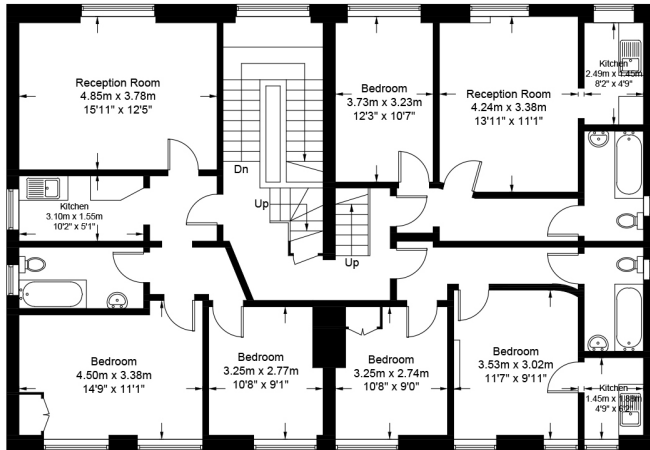 Reception Room
4.85m x 3.78m
15'11" x 12'5"
Bedroom
3.73m x 3.23m
12'3" x 10'7"
Reception Room
4.24m x 3.38m
13'11" x 11'1"
Kitchen
2.49m x 1.45m
8'2" x 4'9"
Dn
Kitchen
3.10m x 1.55m
10'2" x 5'1"
Up
Up
Bedroom
4.50m x 3.38m
14'9" x 11'1"
Bedroom
3.25m x 2.77m
10'8" x 9'1"
Bedroom
3.25m x 2.74m
10'8" x 9'0"
Bedroom
3.53m x 3.02m
11'7" x 9'11"
Kitchen
1.45m x 1.88m
4'9" x 6'2"